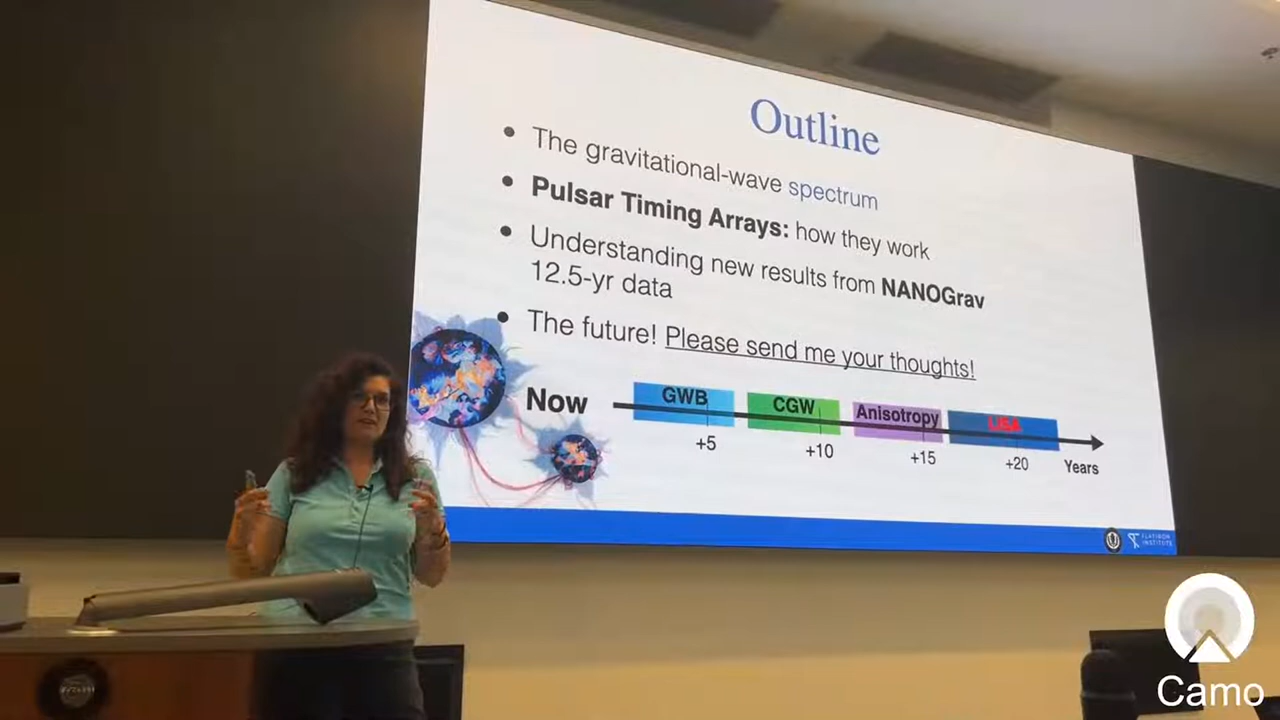 Outline
• The gravitational-wave spectrum
• Pulsar Timing Arrays: how they work
• Understanding new results from NANOGrav
12.5-yr data
• The future! Please send me your thoughts!
Now
GWB
CGW
Anisotropy
LISA
+5
+10
+15
+20
Years
FLATIRON
INSTITUTE
Camo